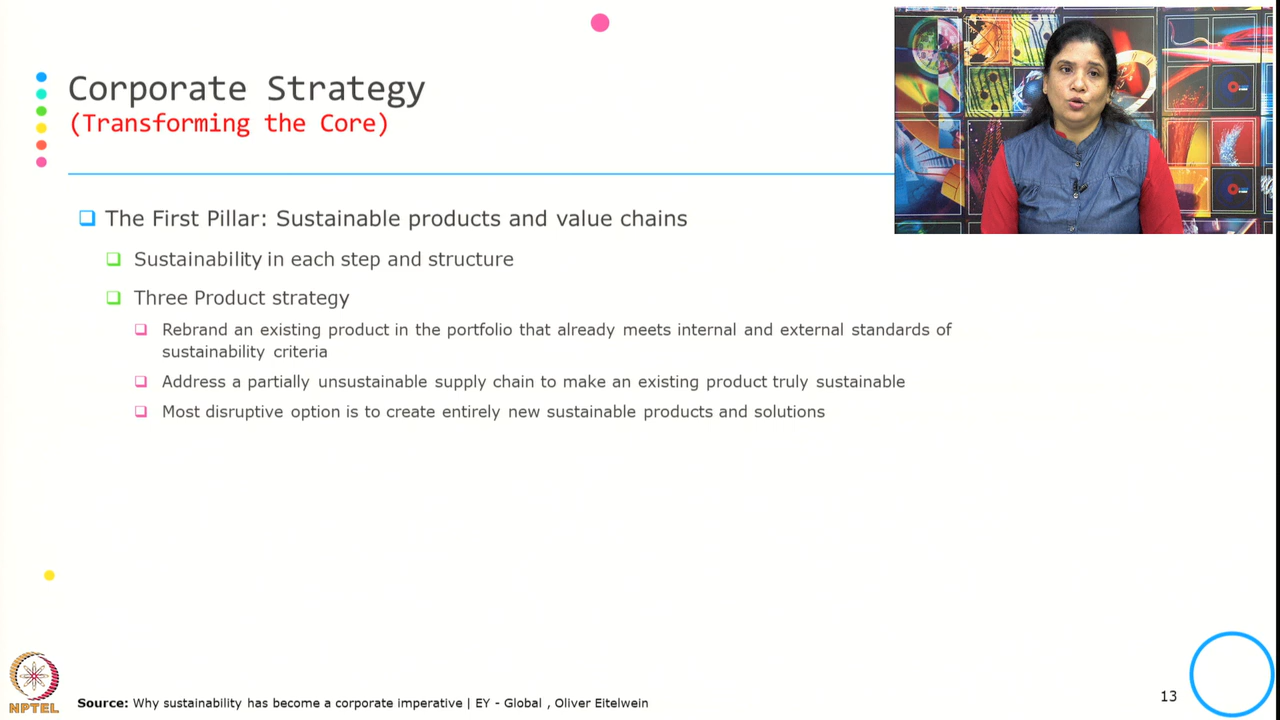 Corporate Strategy
(Transforming the Core)
The First Pillar: Sustainable products and value chains
Sustainability in each step and structure
Three Product strategy
Rebrand an existing product in the portfolio that already meets internal and external standards of
sustainability criteria
Address a partially unsustainable supply chain to make an existing product truly sustainable
Most disruptive option is to create entirely new sustainable products and solutions
NPTEL
Source: Why sustainability has become a corporate imperative | EY - Global , Oliver Eitelwein
13